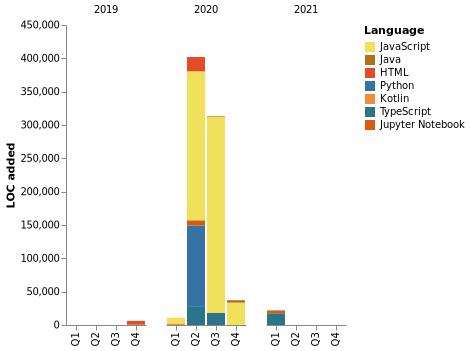 2019 2020 2021
450,000
400,000
350,000
300,000
250,000
200,000
150,000
100,000
50,000
0
LOC added
Q1 Q2 Q3 Q4 Q1 Q2 Q3 Q4 Q1 Q2 Q3 Q4
Language
JavaScript
Java
HTML
Python
Kotlin
TypeScript
Jupyter Notebook